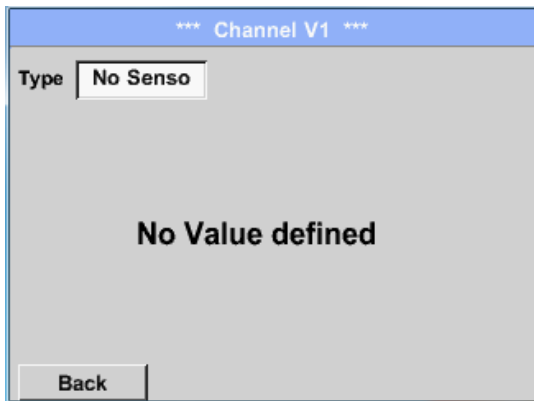 *** Channel V1 ***
Type No Senso
No Value defined
Back